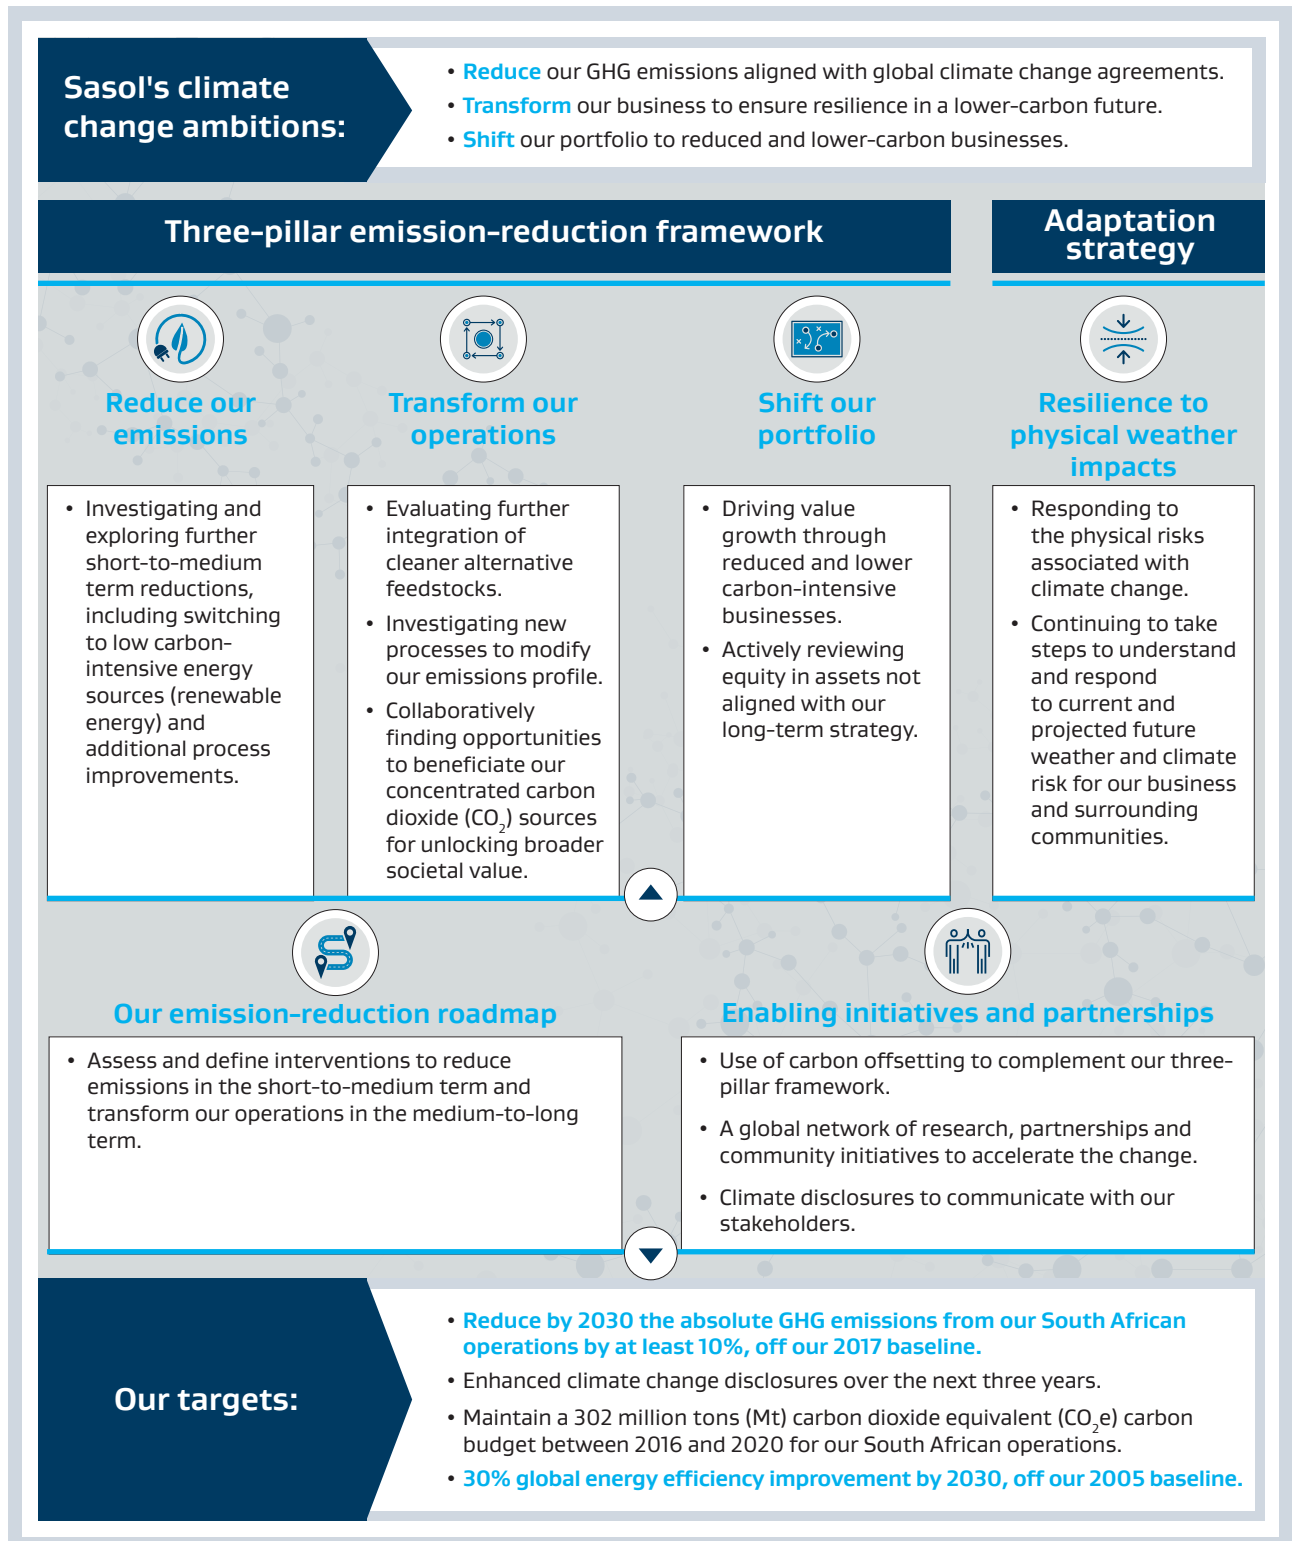 Sasol's climate
change ambitions:
• Reduce our GHG emissions aligned with global climate change agreements.
• Transform our business to ensure resilience in a lower-carbon future.
• Shift our portfolio to reduced and lower-carbon businesses.
Three-pillar emission-reduction framework
Adaptation
strategy
Reduce our
emissions
• Investigating and
exploring further
short-to-medium
term reductions,
including switching
to low carbon-
intensive energy
sources (renewable
energy) and
additional process
improvements.
Transform our
operations
• Evaluating further
integration of
cleaner alternative
feedstocks.
• Investigating new
processes to modify
our emissions profile.
• Collaboratively
finding opportunities
to beneficiate our
concentrated carbon
dioxide (CO₂) sources
for unlocking broader
societal value.
Shift our
portfolio
• Driving value
growth through
reduced and lower
carbon-intensive
businesses.
• Actively reviewing
equity in assets not
aligned with our
long-term strategy.
Resilience to
physical weather
impacts
• Responding to
the physical risks
associated with
climate change.
• Continuing to take
steps to understand
and respond
to current and
projected future
weather and climate
risk for our business
and surrounding
communities.
Our emission-reduction roadmap
• Assess and define interventions to reduce
emissions in the short-to-medium term and
transform our operations in the medium-to-long
term.
Enabling initiatives and partnerships
• Use of carbon offsetting to complement our three-
pillar framework.
• A global network of research, partnerships and
community initiatives to accelerate the change.
• Climate disclosures to communicate with our
stakeholders.
Our targets:
• Reduce by 2030 the absolute GHG emissions from our South African
operations by at least 10%, off our 2017 baseline.
• Enhanced climate change disclosures over the next three years.
• Maintain a 302 million tons (Mt) carbon dioxide equivalent (CO₂e) carbon
budget between 2016 and 2020 for our South African operations.
• 30% global energy efficiency improvement by 2030, off our 2005 baseline.